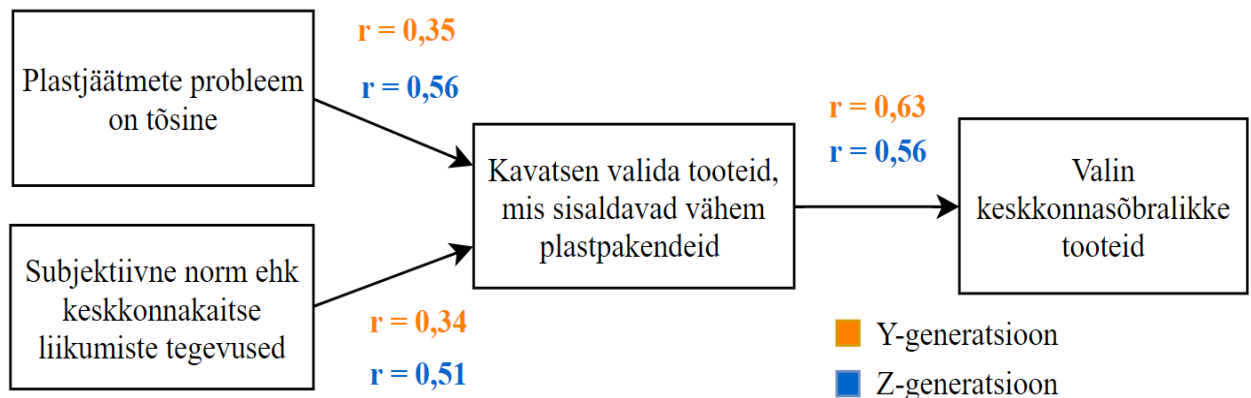 Plastjäätmete probleem
on tõsine
r = 0,35
r = 0,56
Subjektiivne norm ehk
keskkonnakaitse
liikumiste tegevused
r = 0,34
r = 0,51
Kavatsen valida tooteid,
mis sisaldavad vähem
plastpakendeid
r = 0,63
r = 0,56
Valin
keskkonnasõbralikke
tooteid
Y-generatsioon
Z-generatsioon